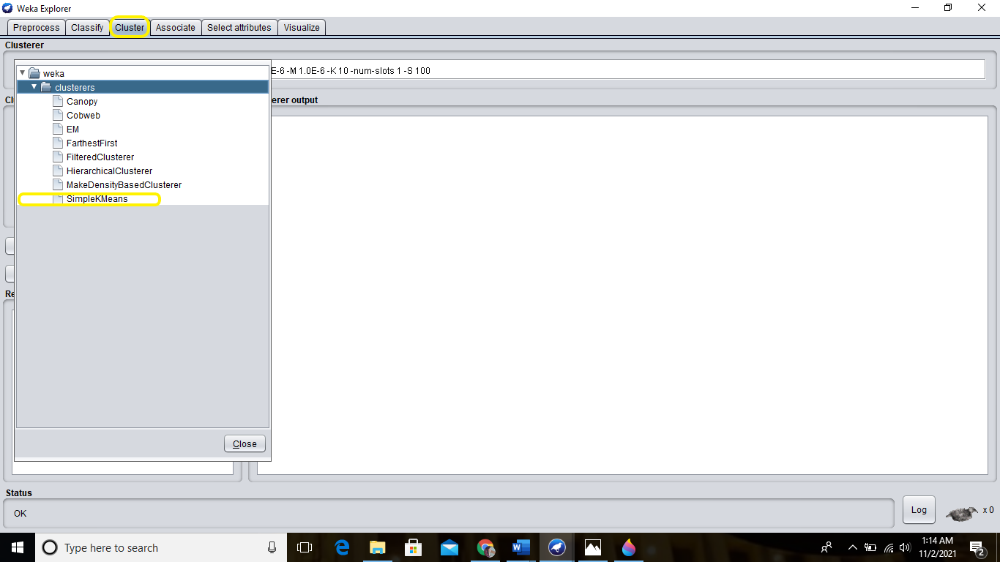 Weka Explorer
Preprocess Classify Cluster Associate Select attributes Visualize
Clusterer
E-6 -M 1.0E-6 -K 10 -num-slots 1 -S 100
weka
clusterers
Cl
erer output
Canopy
Cobweb
EM
FarthestFirst
FilteredClusterer
HierarchicalClusterer
MakeDensityBasedClusterer
SimpleKMeans
Re
Close
Status
OK
Log
x 0
Type here to search
1:14 AM
11/2/2021
2